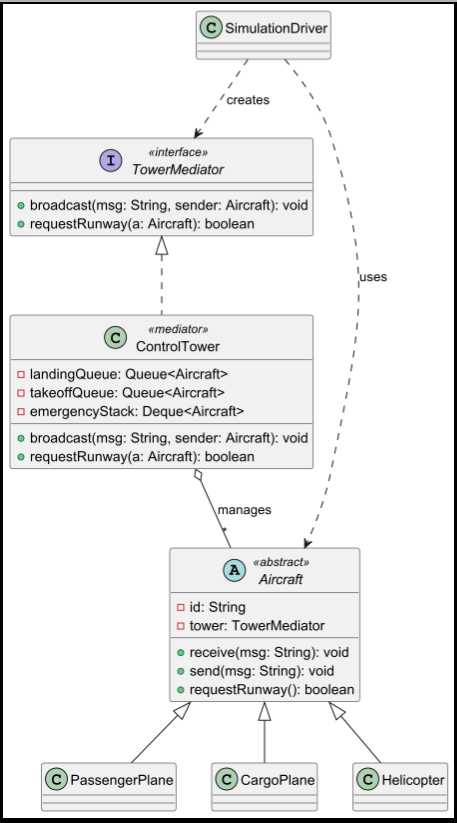 C SimulationDriver
creates
«interface»
I TowerMediator
broadcast(msg: String, sender: Aircraft): void
requestRunway(a: Aircraft): boolean
uses
«mediator»
C ControlTower
landingQueue: Queue<Aircraft>
takeoffQueue: Queue<Aircraft>
emergencyStack: Deque<Aircraft>
broadcast(msg: String, sender: Aircraft): void
requestRunway(a: Aircraft): boolean
manages
*
«abstract»
A Aircraft
id: String
tower: TowerMediator
receive(msg: String): void
send(msg: String): void
requestRunway(): boolean
C PassengerPlane
C CargoPlane
C Helicopter